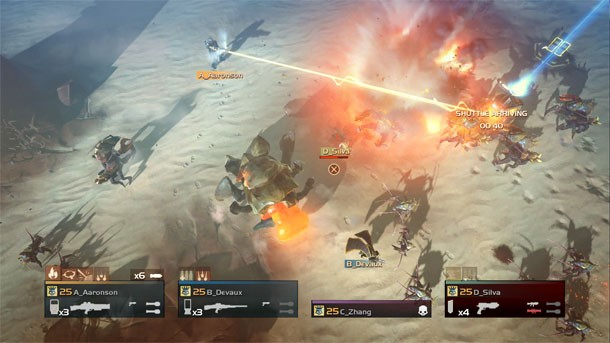 A_Aaronson
SHUTTLE ARRIVING
00:40
D_Silva
B_Devaux
x6
25 A_Aaronson
x3
25 B_Devaux
x3
25 C_Zhang
25 D_Silva
x4